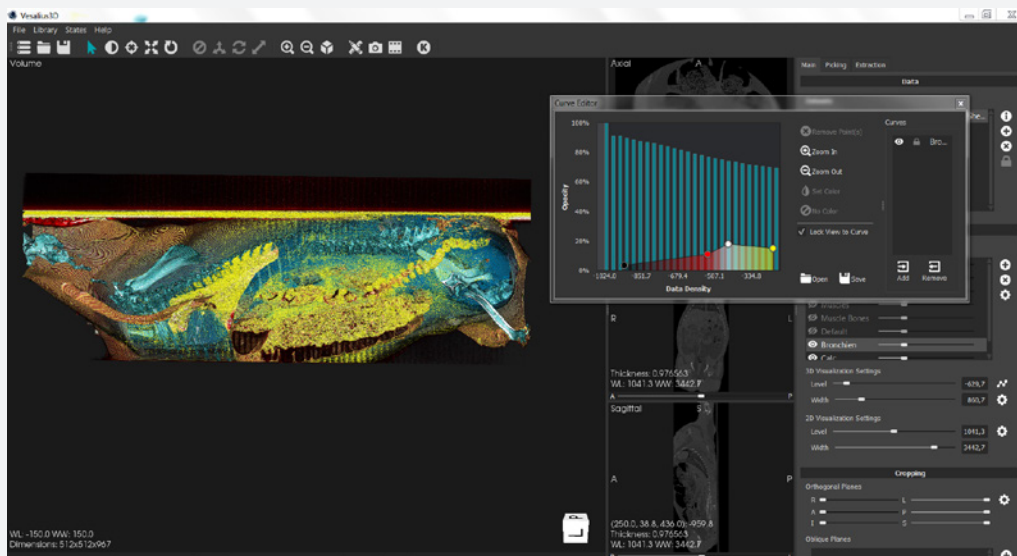 Vesalius3D
File Library States Help
Volume
Axial A
Main Picking Extraction
Data
Curve Editor
100%
80%
60%
40%
20%
0%
Opacity
-1024.0 -851.7 -679.4 -507.1 -334.8
Data Density
Remove Point(s)
Zoom In
Zoom Out
Set Color
No Color
Lock View to Curve
Open Save
Curves
Bro...
Add Remove
She...
Muscle Bones
Default
Bronchien
Calc
R L
Thickness: 0.976563
WL: 1041.3 WW: 3442.7
A P
Sagittal S
A P
(250.0, 38.8, 436.0): -959.8
Thickness: 0.976563
WL: 1041.3 WW: 3442.7
3D Visualization Settings
Level -629,7
Width 860,7
2D Visualization Settings
Level 1041,3
Width 3442,7
Cropping
Orthogonal Planes
R L
A P
I S
Oblique Planes
WL: -150.0 WW: 150.0
Dimensions: 512x512x967